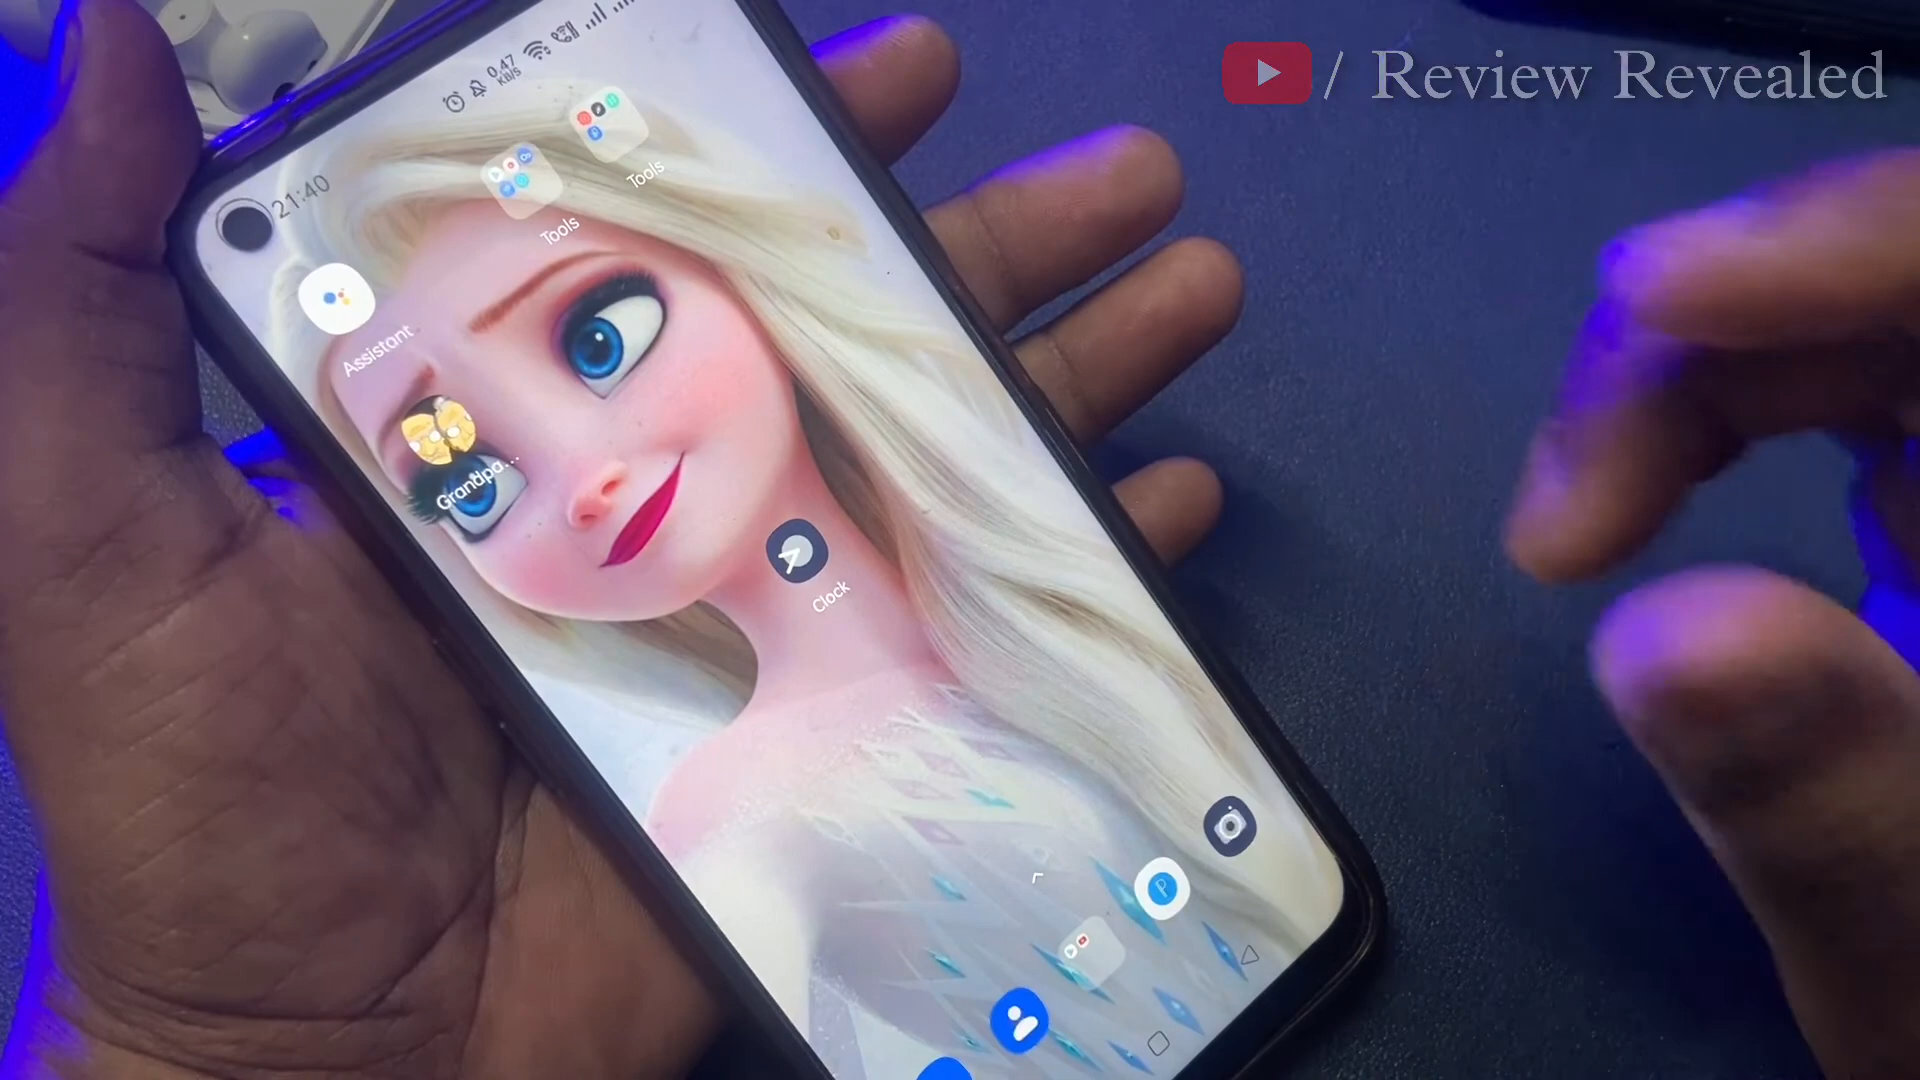 / Review Revealed
0.47
KB/S
21:40
Tools
Tools
Assistant
Grandpa...
Clock
P